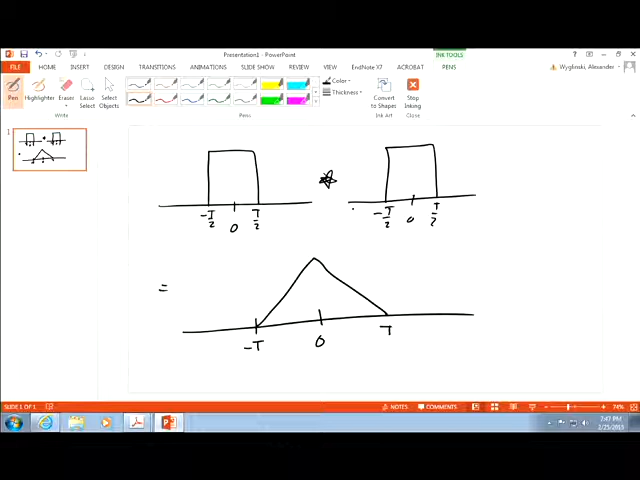 Presentation1 - PowerPoint
INK TOOLS
FILE HOME INSERT DESIGN TRANSITIONS ANIMATIONS SLIDE SHOW REVIEW VIEW EndNote X7 ACROBAT PENS
Wyglinski, Alexander
Pen Highlighter Eraser Lasso Select Select Objects
Color
Thickness
Convert to Shapes
Stop Inking
Write Pens Ink Art Close
1
-T/2 0 T/2
-T/2 0 T/2
=
-T 0 T
SLIDE 1 OF 1
NOTES COMMENTS 74%
7:47 PM
2/25/2013